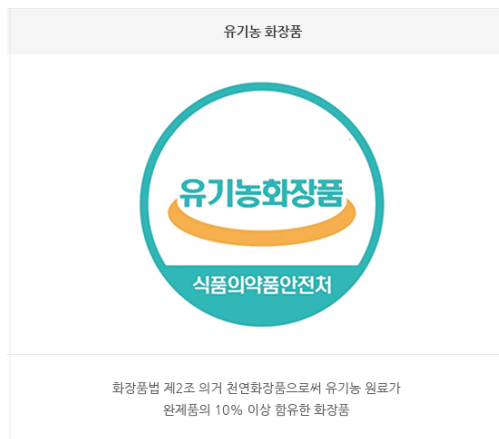 유기농 화장품
유기농화장품
식품의약품안전처
화장품법 제2조 의거 천연화장품으로써 유기농 원료가
완제품의 10% 이상 함유한 화장품